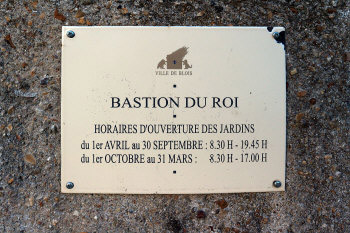 VILLE DE BLOIS
BASTION DU ROI
HORAIRES D'OUVERTURE DES JARDINS
du 1er AVRIL au 30 SEPTEMBRE : 8.30 H - 19.45 H
du 1er OCTOBRE au 31 MARS : 8.30 H - 17.00 H